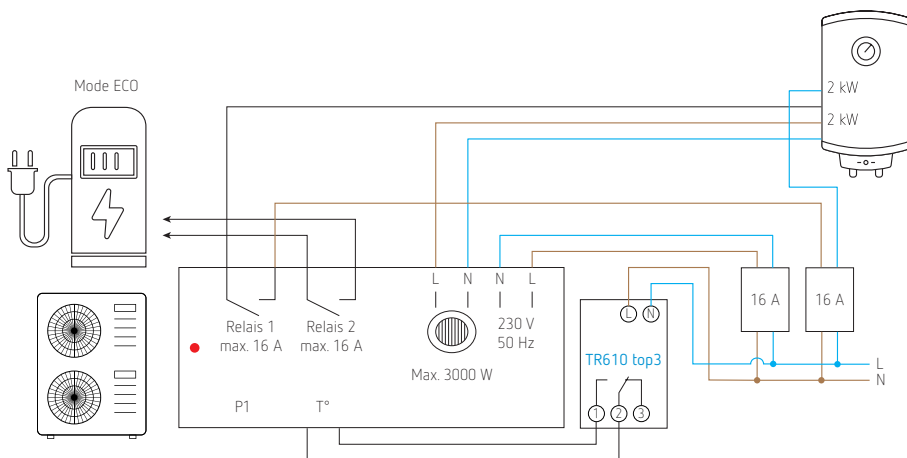 Mode ECO
2 kW
2 kW
L N N L
Relais 1
max. 16 A
Relais 2
max. 16 A
230 V
50 Hz
Max. 3000 W
P1
T°
L N
TR610 top3
1 2 3
16 A
16 A
L
N